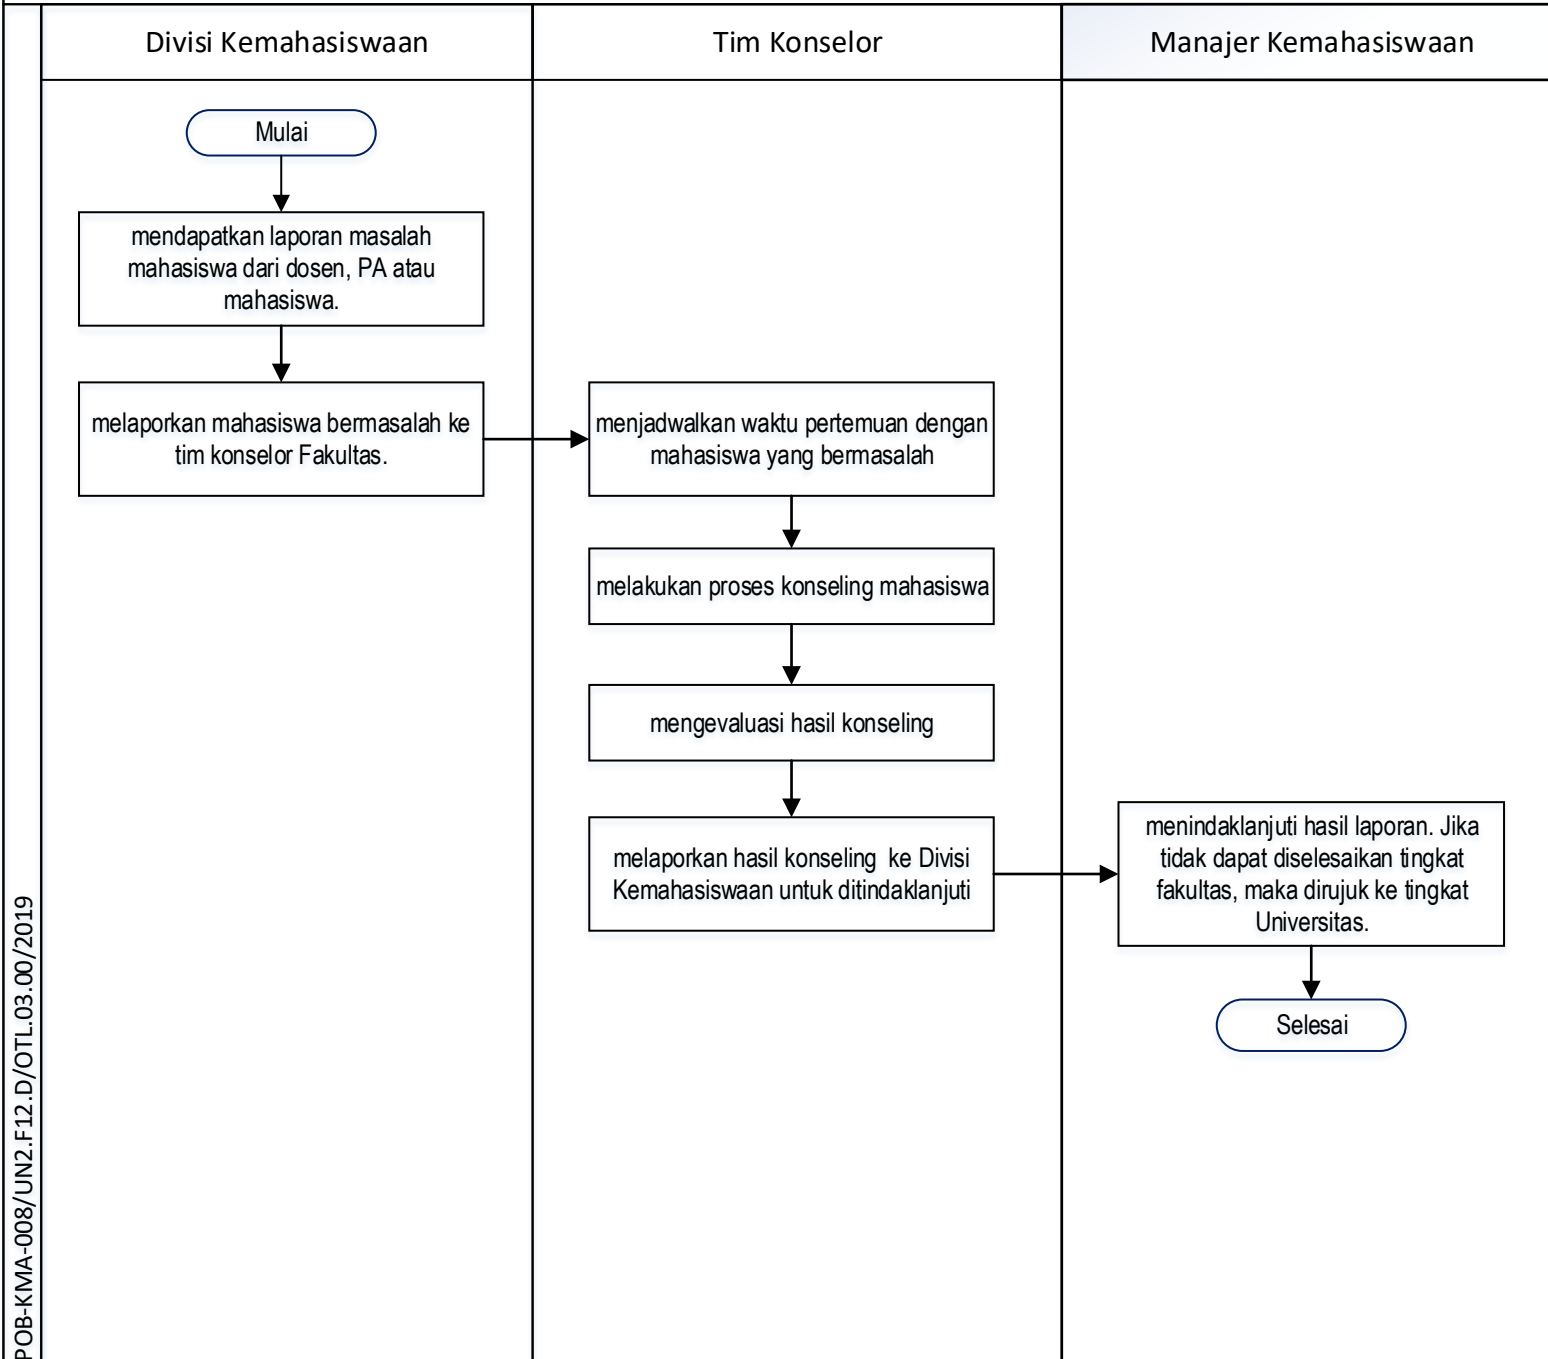 Divisi Kemahasiswaan
Tim Konselor
Manajer Kemahasiswaan
Mulai
mendapatkan laporan masalah
mahasiswa dari dosen, PA atau
mahasiswa.
melaporkan mahasiswa bermasalah ke
tim konselor Fakultas.
menjadwalkan waktu pertemuan dengan
mahasiswa yang bermasalah
melakukan proses konseling mahasiswa
mengevaluasi hasil konseling
melaporkan hasil konseling ke Divisi
Kemahasiswaan untuk ditindaklanjuti
menindaklanjuti hasil laporan. Jika
tidak dapat diselesaikan tingkat
fakultas, maka dirujuk ke tingkat
Universitas.
Selesai
POB-KMA-008/UN2.F12.D/OTL.03.00/2019